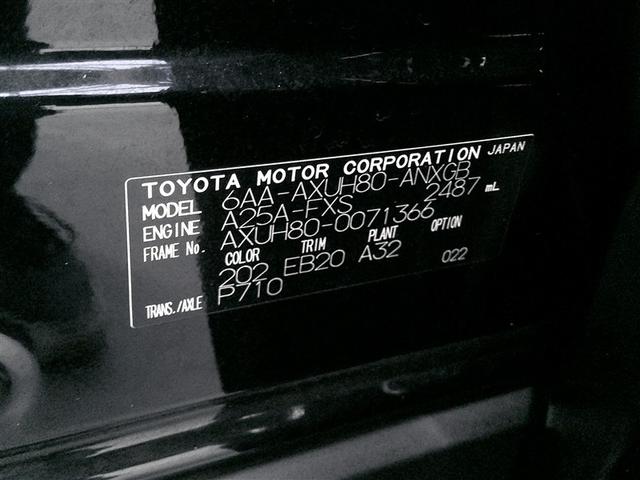 TOYOTA MOTOR CORPORATION JAPAN
MODEL 6AA-AXUH80-ANXGB
ENGINE A25A-FXS 2487 mL
FRAME No. AXUH80-0071366
COLOR TRIM PLANT OPTION
202 EB20 A32 022
TRANS./AXLE P710